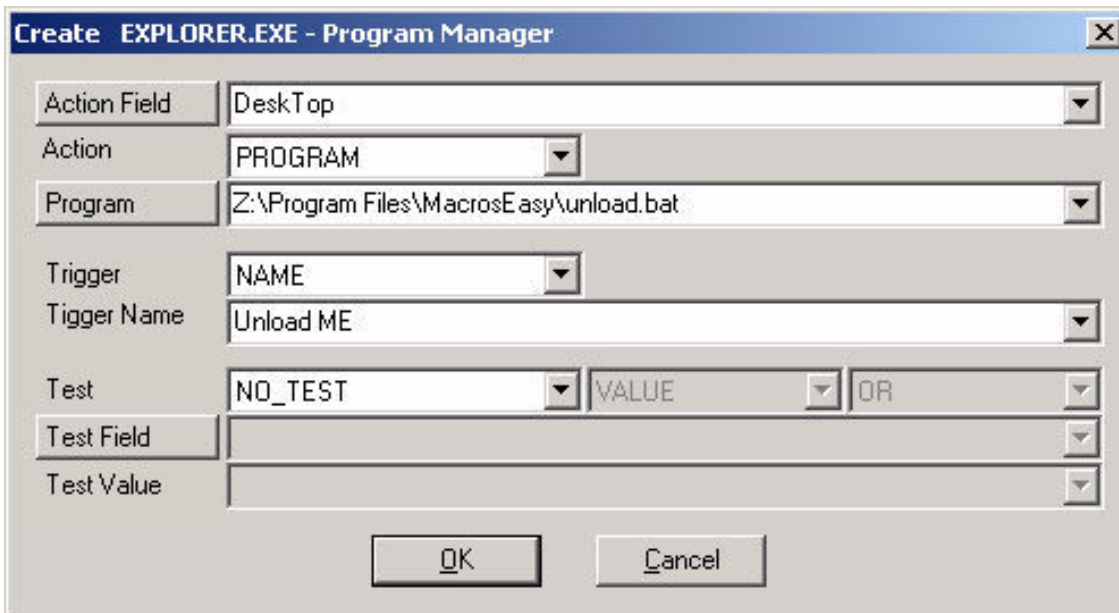 Create EXPLORER.EXE - Program Manager
Action Field DeskTop
Action PROGRAM
Program Z:\Program Files\MacrosEasy\unload.bat
Trigger NAME
Tigger Name Unload ME
Test NO_TEST VALUE OR
Test Field
Test Value
OK Cancel